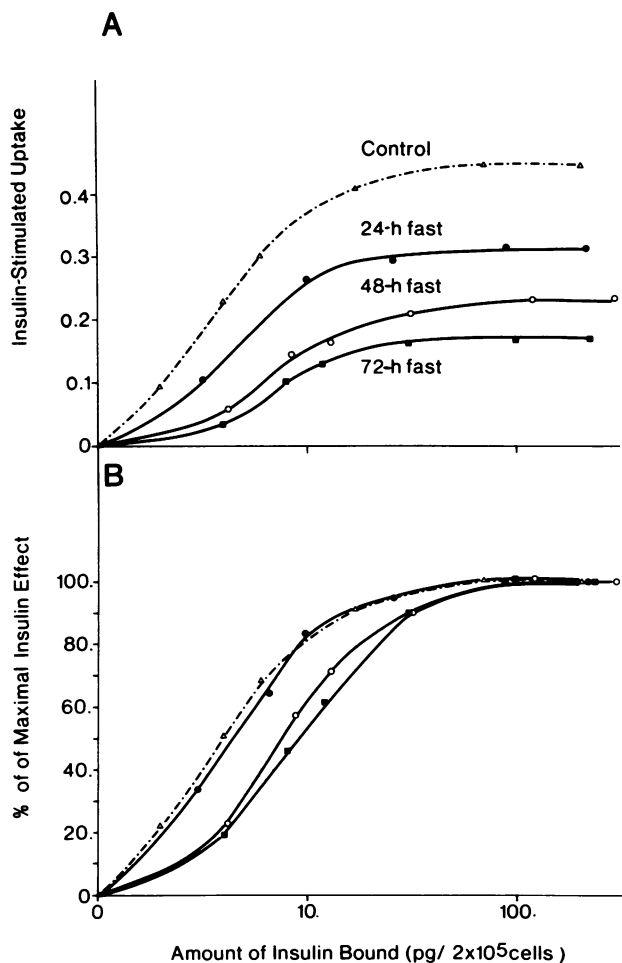 A
Insulin-Stimulated Uptake
0.4
0.3
0.2
0.1
0
Control
24-h fast
48-h fast
72-h fast
B
% of of Maximal Insulin Effect
100.
80.
60.
40.
20.
0
0
10.
100.
Amount of Insulin Bound (pg/ 2x10⁵cells)